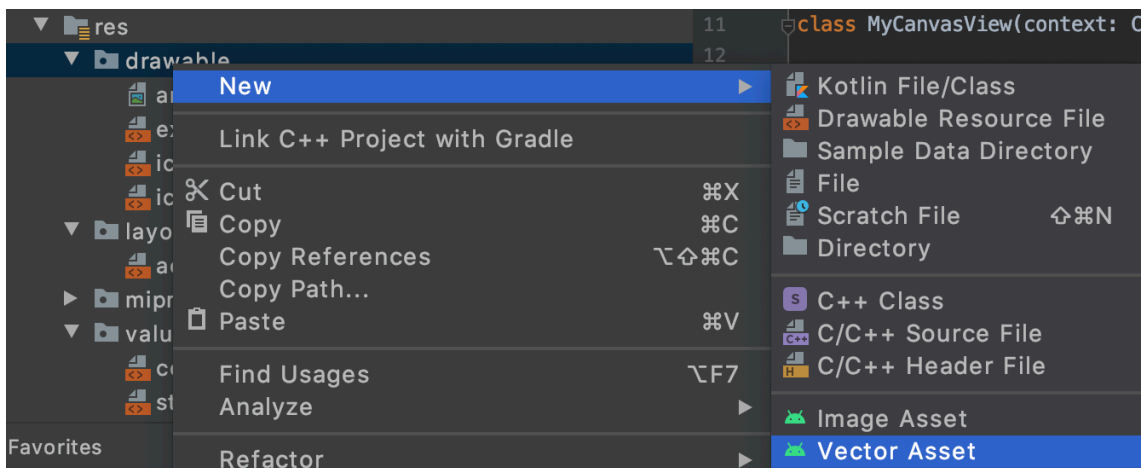 res
11
class MyCanvasView(context:
drawable
12
New
Link C++ Project with Gradle
Cut ⌘X
Copy ⌘C
Copy References ⌥⇧⌘C
Copy Path...
Paste ⌘V
Find Usages ⌥F7
Analyze
Refactor
Kotlin File/Class
Drawable Resource File
Sample Data Directory
File
Scratch File ⇧⌘N
Directory
S C++ Class
C++ C/C++ Source File
H C/C++ Header File
Image Asset
Vector Asset
Favorites